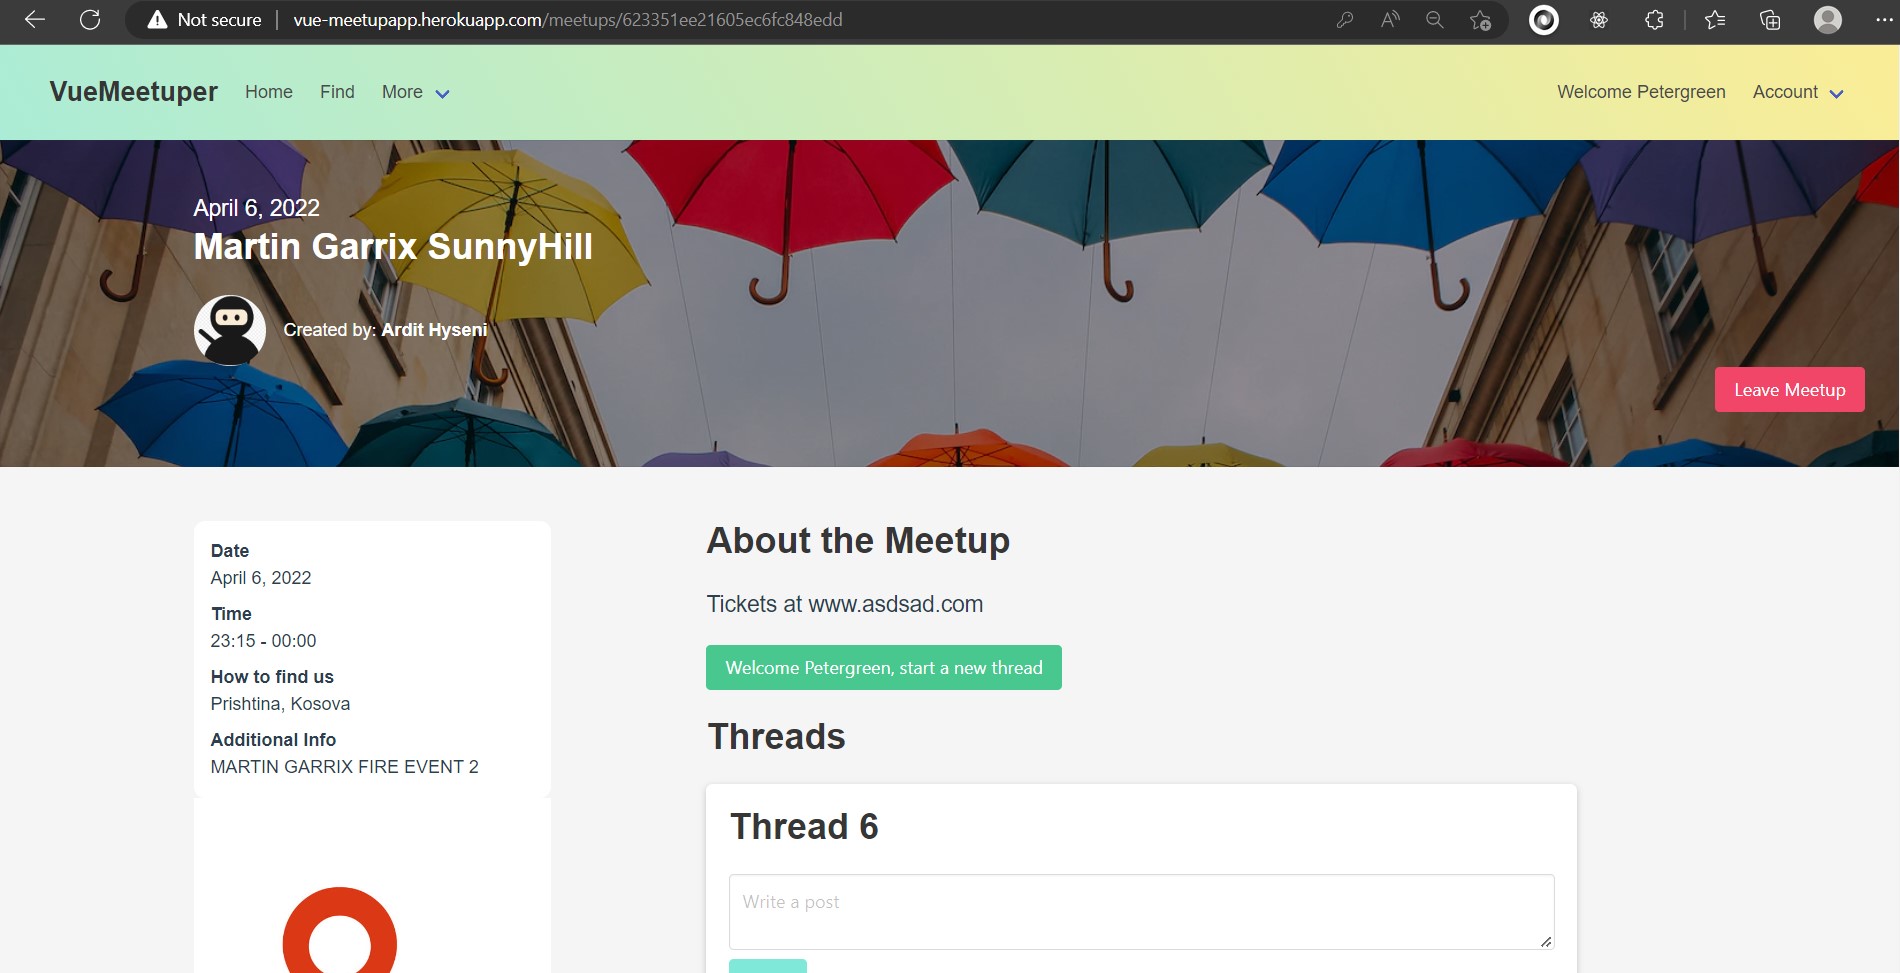 Not secure | vue-meetupapp.herokuapp.com/meetups/623351ee21605ec6fc848edd
VueMeetuper Home Find More Welcome Petergreen Account
April 6, 2022
Martin Garrix SunnyHill
Created by: Ardit Hyseni
Leave Meetup
Date
April 6, 2022
Time
23:15 - 00:00
How to find us
Prishtina, Kosova
Additional Info
MARTIN GARRIX FIRE EVENT 2
About the Meetup
Tickets at www.asdsad.com
Welcome Petergreen, start a new thread
Threads
Thread 6
Write a post